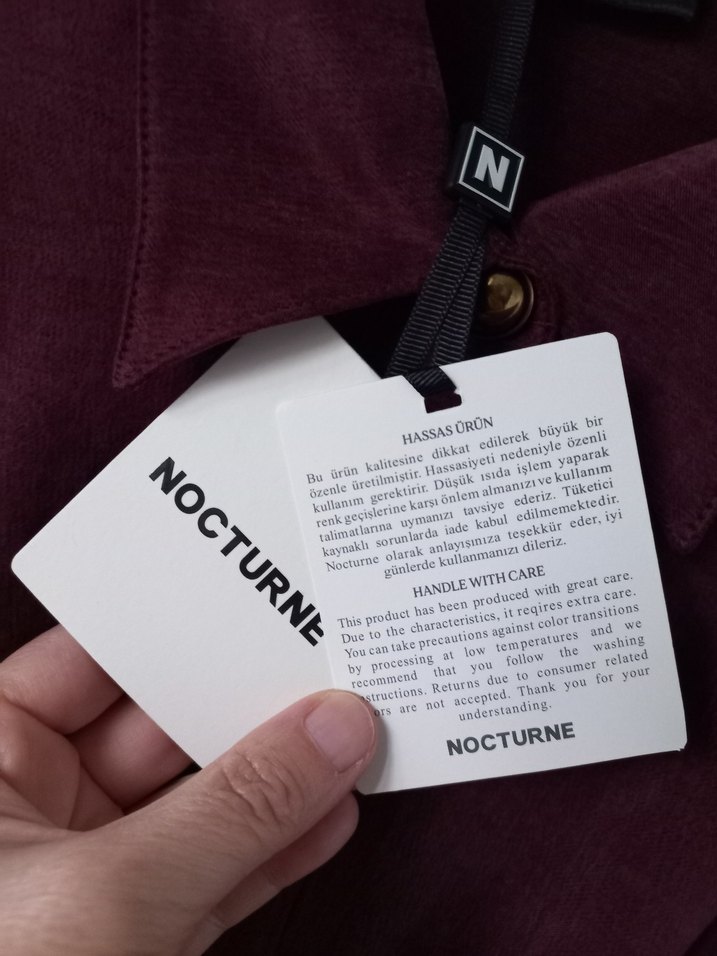 N
NOCTURNE
HASSAS ÜRÜN
Bu ürün kalitesine dikkat edilerek büyük bir
özenle üretilmiştir. Hassasiyeti nedeniyle özenli
kullanım gerektirir. Düşük ısıda işlem yaparak
renk geçişlerine karşı önlem almanızı ve kullanım
talimatlarına uymanızı tavsiye ederiz. Tüketici
kaynaklı sorunlarda iade kabul edilmemektedir.
Nocturne olarak anlayışınıza teşekkür eder, iyi
günlerde kullanmanızı dileriz.
HANDLE WITH CARE
This product has been produced with great care.
Due to the characteristics, it reqires extra care.
You can take precautions against color transitions
by processing at low temperatures and we
recommend that you follow the washing
structions. Returns due to consumer related
ors are not accepted. Thank you for your
understanding.
NOCTURNE